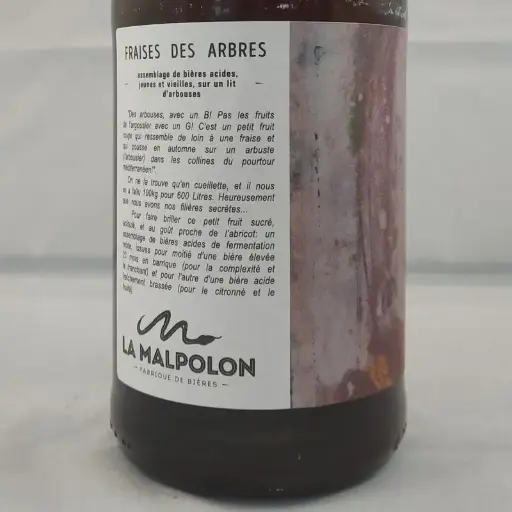 FRAISES DES ARBRES
assemblage de bières acides,
jeunes et vieilles, sur un lit
d'arbouses
"Des arbouses, avec un B! Pas les fruits
de l'argousier avec un G! C'est un petit fruit
rouge qui ressemble de loin à une fraise et
qui pousse en automne sur un arbuste
(l'arbousier) dans les collines du pourtour
méditerranéen!".
On ne la trouve qu'en cueillette, et il nous
en a fallu 100kg pour 600 Litres. Heureusement
que nous avons nos filières secrètes...
Pour faire briller ce petit fruit sucré,
acidulé, et au goût proche de l'abricot: un
assemblage de bières acides de fermentation
mixte, issues pour moitié d'une bière élevée
mois en barrique (pour la complexité et
le tranchant) et pour l'autre d'une bière acide
fraîchement brassée (pour le citronné et le
fruité).
LA MALPOLON
– FABRIQUE DE BIÈRES –